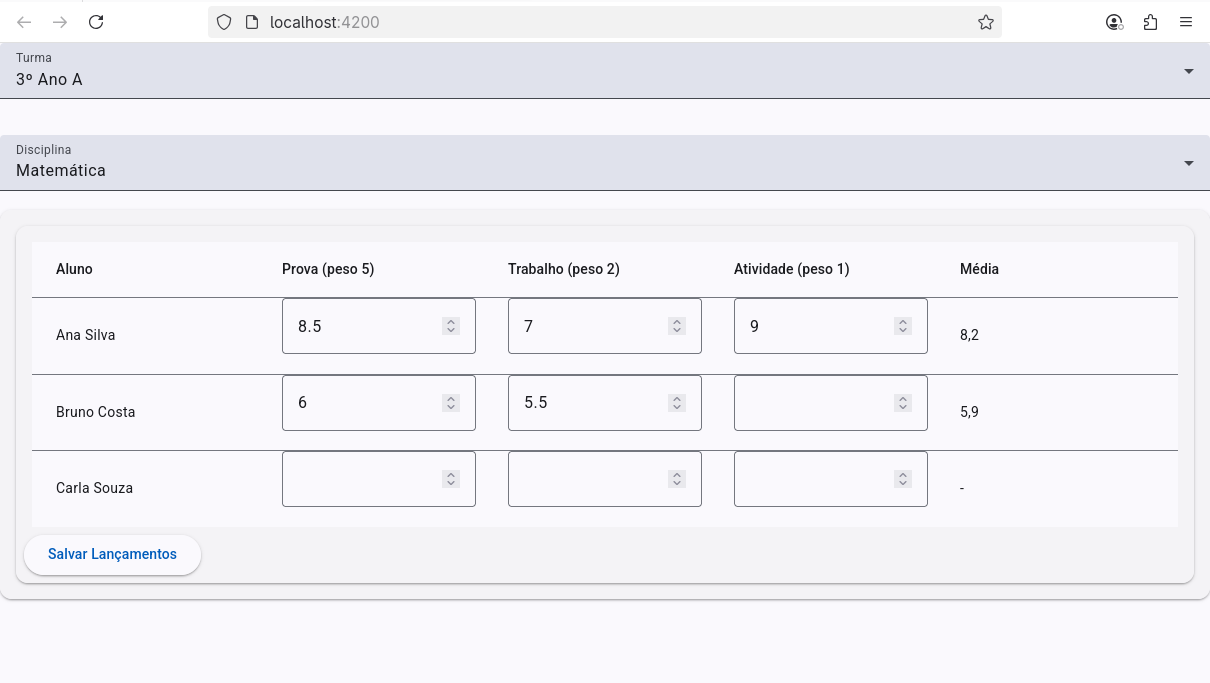 localhost:4200
Turma
3º Ano A
Disciplina
Matemática
Aluno Prova (peso 5) Trabalho (peso 2) Atividade (peso 1) Média
Ana Silva 8.5 7 9 8,2
Bruno Costa 6 5.5 5,9
Carla Souza -
Salvar Lançamentos